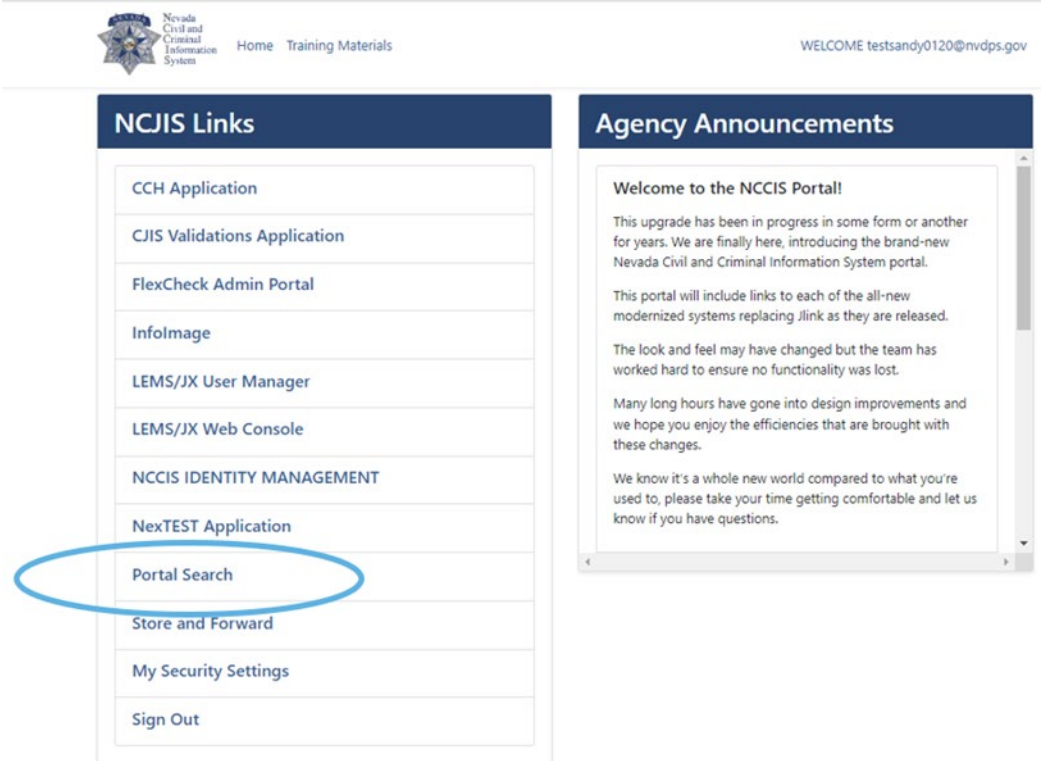 Nevada
Civil and
Criminal
Information
System
Home Training Materials
WELCOME testsandy0120@nvdps.gov
NCJIS Links
CCH Application
CJIS Validations Application
FlexCheck Admin Portal
InfoImage
LEMS/JX User Manager
LEMS/JX Web Console
NCCIS IDENTITY MANAGEMENT
NexTEST Application
Portal Search
Store and Forward
My Security Settings
Sign Out
Agency Announcements
Welcome to the NCCIS Portal!
This upgrade has been in progress in some form or another
for years. We are finally here, introducing the brand-new
Nevada Civil and Criminal Information System portal.
This portal will include links to each of the all-new
modernized systems replacing Jlink as they are released.
The look and feel may have changed but the team has
worked hard to ensure no functionality was lost.
Many long hours have gone into design improvements and
we hope you enjoy the efficiencies that are brought with
these changes.
We know it's a whole new world compared to what you're
used to, please take your time getting comfortable and let us
know if you have questions.